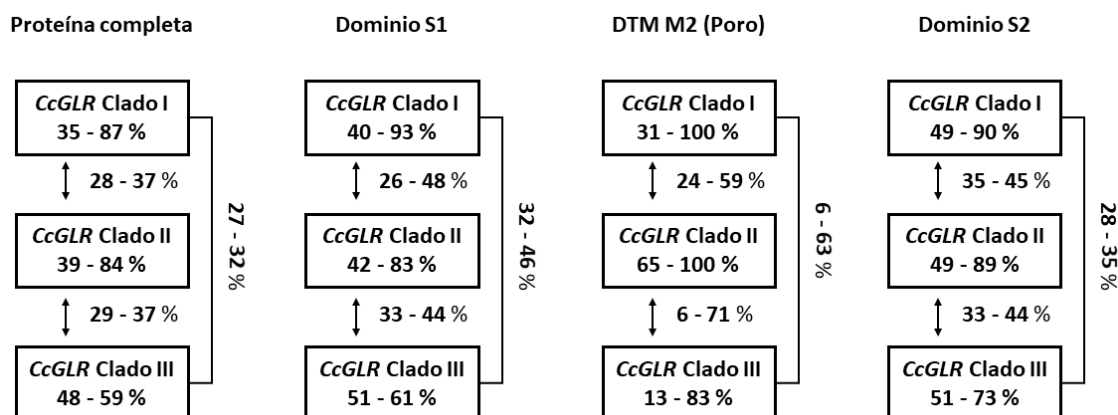 Proteína completa
CcGLR Clado I
35 - 87 %
28 - 37 %
CcGLR Clado II
39 - 84 %
29 - 37 %
CcGLR Clado III
48 - 59 %
27 - 32 %
Dominio S1
CcGLR Clado I
40 - 93 %
26 - 48 %
CcGLR Clado II
42 - 83 %
33 - 44 %
CcGLR Clado III
51 - 61 %
32 - 46 %
DTM M2 (Poro)
CcGLR Clado I
31 - 100 %
24 - 59 %
CcGLR Clado II
65 - 100 %
6 - 71 %
CcGLR Clado III
13 - 83 %
6 - 63 %
Dominio S2
CcGLR Clado I
49 - 90 %
35 - 45 %
CcGLR Clado II
49 - 89 %
33 - 44 %
CcGLR Clado III
51 - 73 %
28 - 35 %